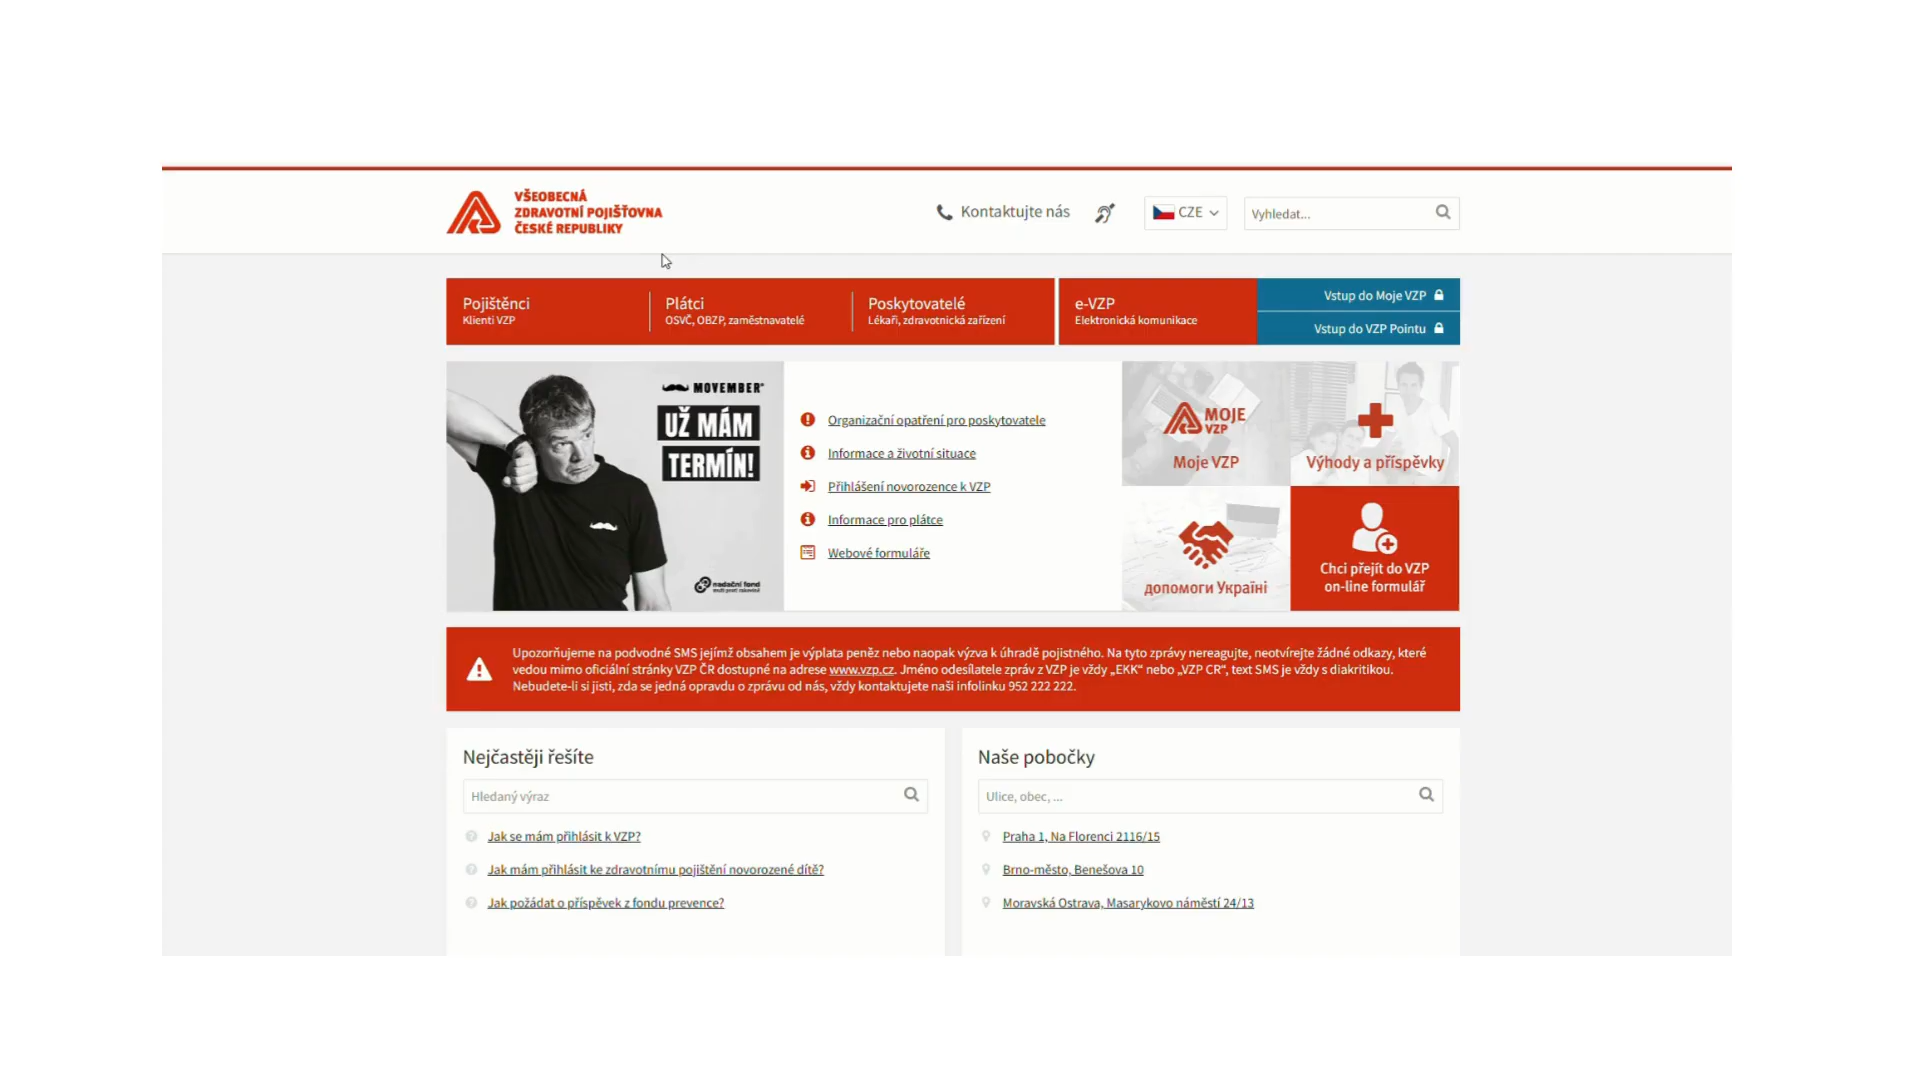 VŠEOBECNÁ
ZDRAVOTNÍ POJIŠŤOVNA
ČESKÉ REPUBLIKY
Kontaktujte nás
CZE
Vyhledat...
Pojištěnci
Klienti VZP
Plátci
OSVČ, OBZP, zaměstnavatelé
Poskytovatelé
Lékaři, zdravotnická zařízení
e-VZP
Elektronická komunikace
Vstup do Moje VZP
Vstup do VZP Pointu
MOVEMBER®
UŽ MÁM
TERMÍN!
nadační fond
muži proti rakovině
Organizační opatření pro poskytovatele
Informace a životní situace
Přihlášení novorozence k VZP
Informace pro plátce
Webové formuláře
MOJE
VZP
Moje VZP
Výhody a příspěvky
допомоги Україні
Chci přejít do VZP
on-line formulář
Upozorňujeme na podvodné SMS jejímž obsahem je výplata peněz nebo naopak výzva k úhradě pojistného. Na tyto zprávy nereagujte, neotvírejte žádné odkazy, které
vedou mimo oficiální stránky VZP ČR dostupné na adrese www.vzp.cz. Jméno odesílatele zpráv z VZP je vždy „EKK“ nebo „VZP CR“, text SMS je vždy s diakritikou.
Nebudete-li si jisti, zda se jedná opravdu o zprávu od nás, vždy kontaktujete naši infolinku 952 222 222.
Nejčastěji řešíte
Hledaný výraz
Jak se mám přihlásit k VZP?
Jak mám přihlásit ke zdravotnímu pojištění novorozené dítě?
Jak požádat o příspěvek z fondu prevence?
Naše pobočky
Ulice, obec, ...
Praha 1, Na Florenci 2116/15
Brno-město, Benešova 10
Moravská Ostrava, Masarykovo náměstí 24/13